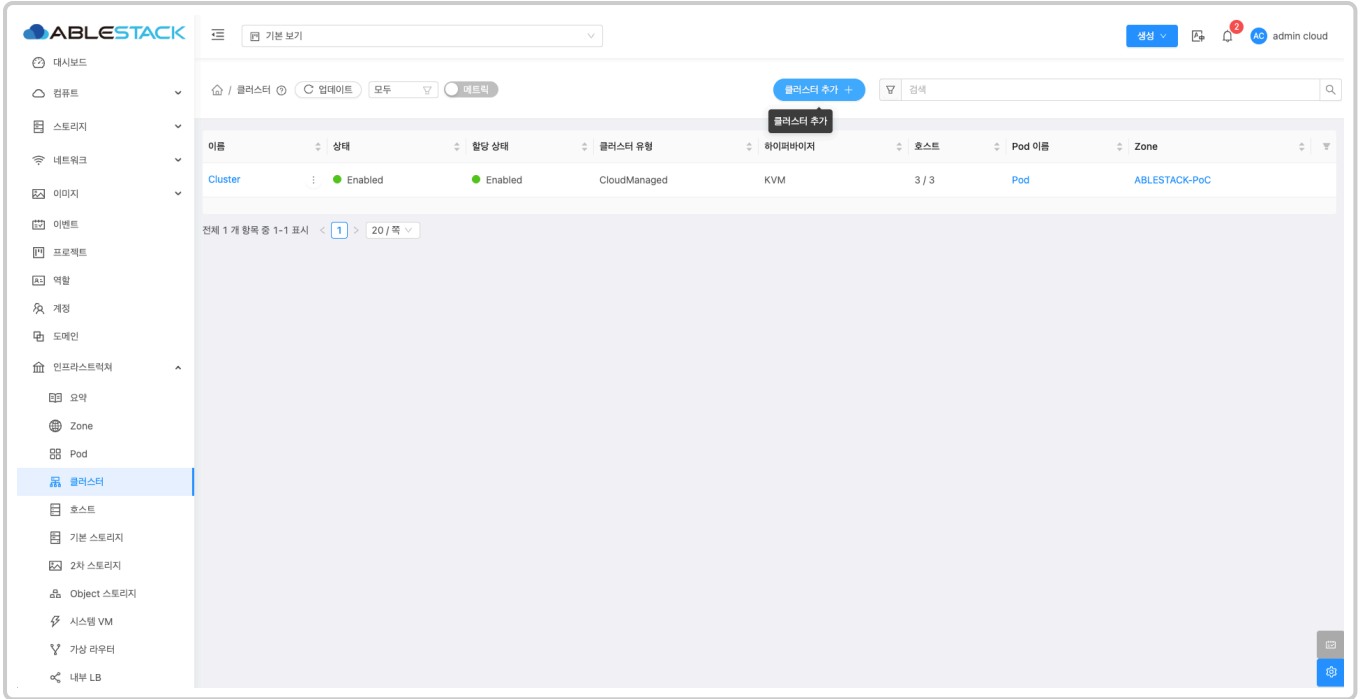 ABLESTACK
기본 보기
생성
2
AC
admin cloud
대시보드
컴퓨트
스토리지
네트워크
이미지
이벤트
프로젝트
역할
계정
도메인
인프라스트럭쳐
요약
Zone
Pod
클러스터
호스트
기본 스토리지
2차 스토리지
Object 스토리지
시스템 VM
가상 라우터
내부 LB
/ 클러스터
업데이트
모두
메트릭
클러스터 추가 +
검색
클러스터 추가
이름 상태 할당 상태 클러스터 유형 하이퍼바이저 호스트 Pod 이름 Zone
Cluster Enabled Enabled CloudManaged KVM 3 / 3 Pod ABLESTACK-PoC
전체 1 개 항목 중 1-1 표시 < 1 > 20 / 쪽